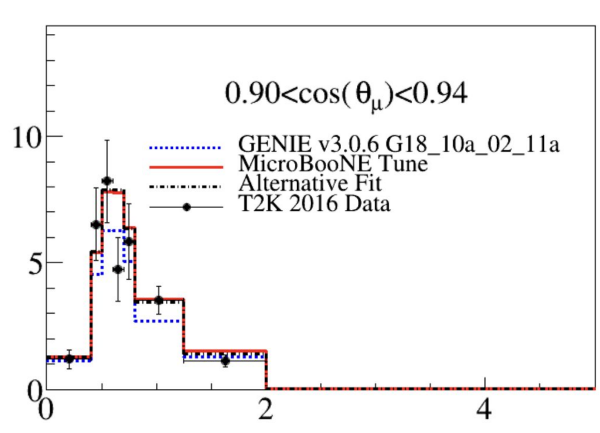 0.90<cos(θμ)<0.94
10
GENIE v3.0.6 G18_10a_02_11a
MicroBooNE Tune
Alternative Fit
T2K 2016 Data
5
0
0 2 4